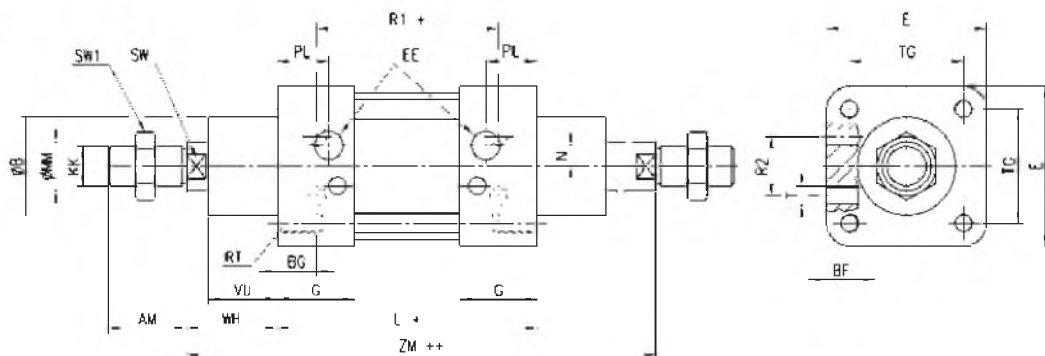 R1 +
E
PL
EE
PL
TG
SW1
SW
ØB
ØMM
KK
N
R2
T
TG
E
RT
BG
BF
VD
G
G
AM
WH
L +
ZM ++